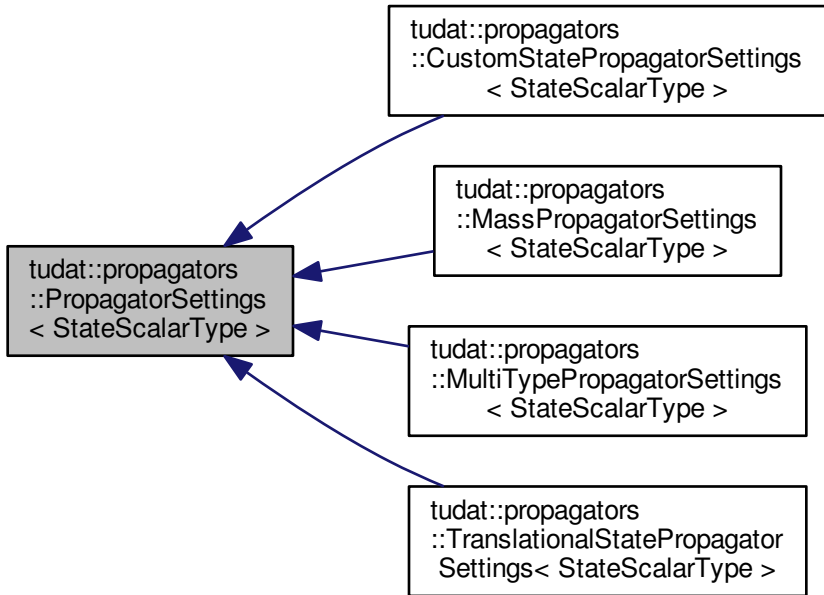 tudat::propagators
::CustomStatePropagatorSettings
< StateScalarType >
tudat::propagators
::MassPropagatorSettings
< StateScalarType >
tudat::propagators
::PropagatorSettings
< StateScalarType >
tudat::propagators
::MultiTypePropagatorSettings
< StateScalarType >
tudat::propagators
::TranslationalStatePropagator
Settings< StateScalarType >